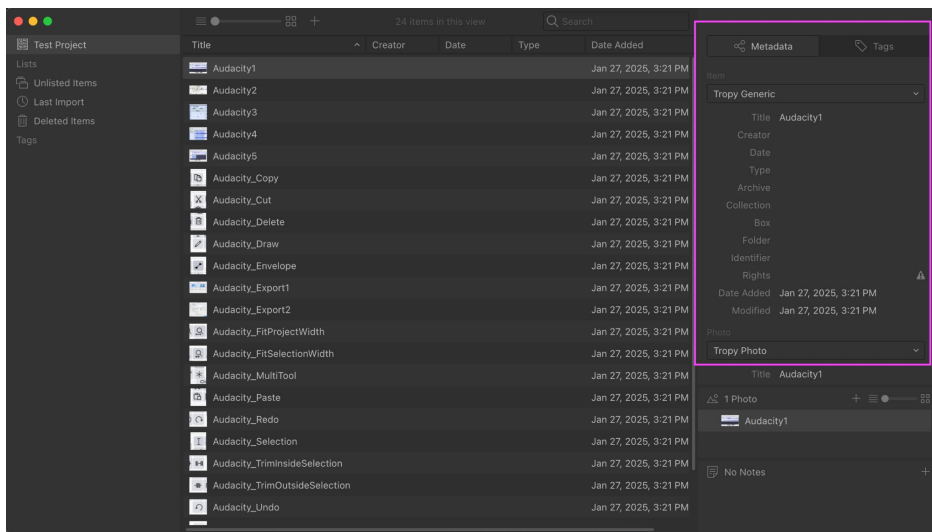 24 items in this view
Search
Test Project
Lists
Unlisted Items
Last Import
Deleted Items
Tags
Title Creator Date Type Date Added
Audacity1 Jan 27, 2025, 3:21 PM
Audacity2 Jan 27, 2025, 3:21 PM
Audacity3 Jan 27, 2025, 3:21 PM
Audacity4 Jan 27, 2025, 3:21 PM
Audacity5 Jan 27, 2025, 3:21 PM
Audacity_Copy Jan 27, 2025, 3:21 PM
Audacity_Cut Jan 27, 2025, 3:21 PM
Audacity_Delete Jan 27, 2025, 3:21 PM
Audacity_Draw Jan 27, 2025, 3:21 PM
Audacity_Envelope Jan 27, 2025, 3:21 PM
Audacity_Export1 Jan 27, 2025, 3:21 PM
Audacity_Export2 Jan 27, 2025, 3:21 PM
Audacity_FitProjectWidth Jan 27, 2025, 3:21 PM
Audacity_FitSelectionWidth Jan 27, 2025, 3:21 PM
Audacity_MultiTool Jan 27, 2025, 3:21 PM
Audacity_Paste Jan 27, 2025, 3:21 PM
Audacity_Redo Jan 27, 2025, 3:21 PM
Audacity_Selection Jan 27, 2025, 3:21 PM
Audacity_TrimInsideSelection Jan 27, 2025, 3:21 PM
Audacity_TrimOutsideSelection Jan 27, 2025, 3:21 PM
Audacity_Undo Jan 27, 2025, 3:21 PM
Metadata Tags
Item
Tropy Generic
Title Audacity1
Creator
Date
Type
Archive
Collection
Box
Folder
Identifier
Rights
Date Added Jan 27, 2025, 3:21 PM
Modified Jan 27, 2025, 3:21 PM
Photo
Tropy Photo
Title Audacity1
1 Photo
Audacity1
No Notes